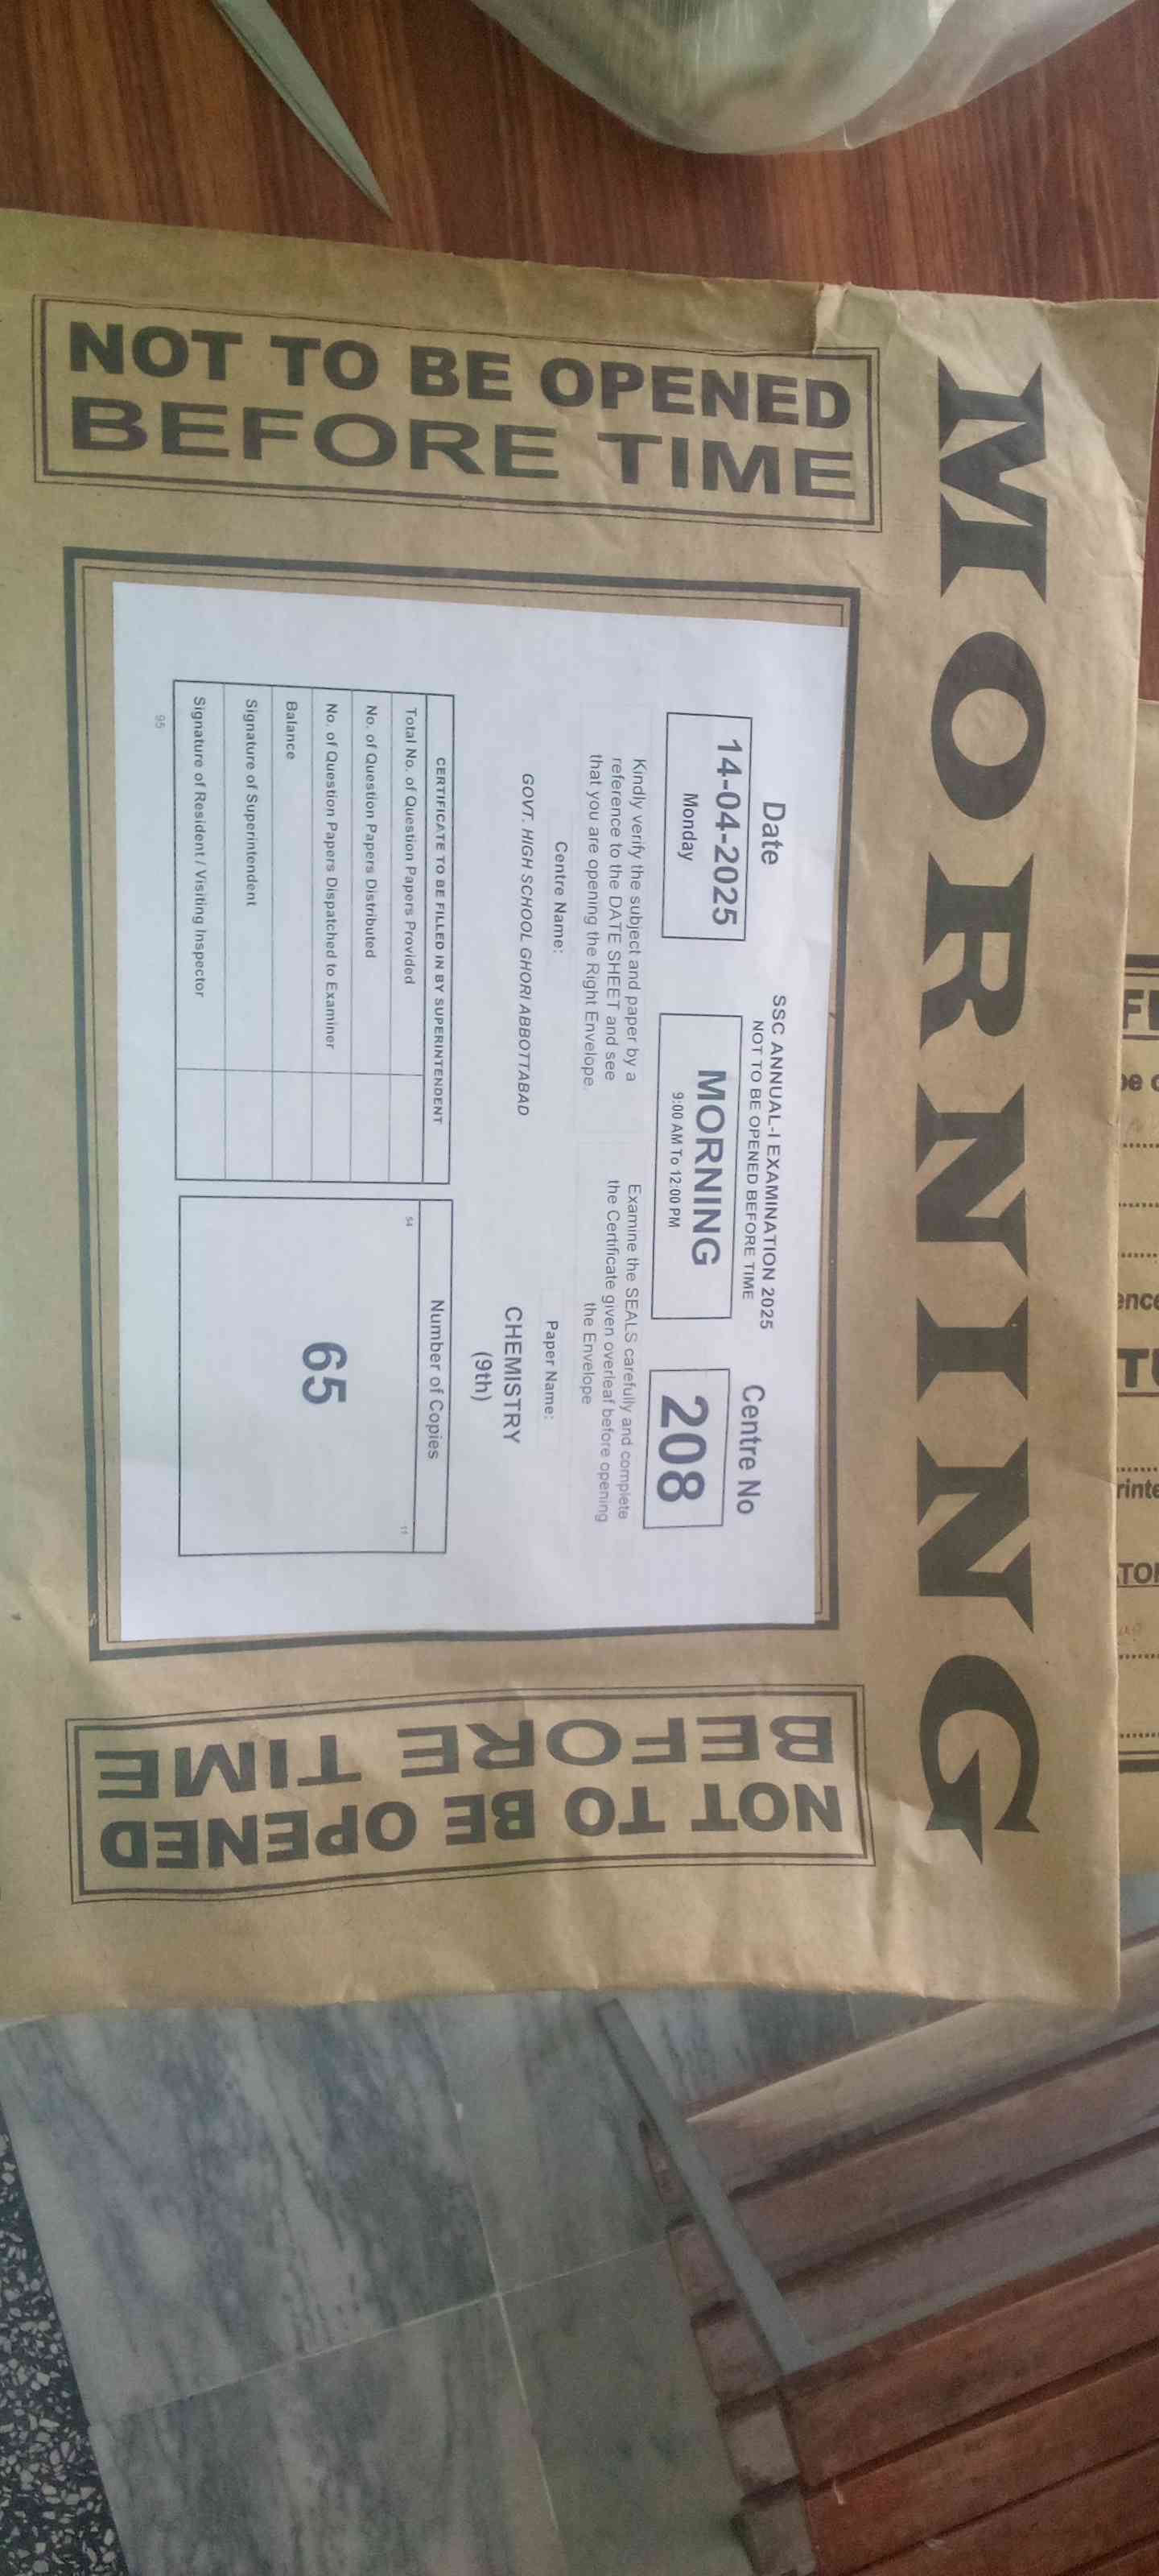 MORNING
NOT TO BE OPENED
BEFORE TIME
SSC ANNUAL-I EXAMINATION 2025
NOT TO BE OPENED BEFORE TIME
Date
14-04-2025
Monday
MORNING
9:00 AM To 12:00 PM
Centre No
208
Kindly verify the subject and paper by a
reference to the DATE SHEET and see
that you are opening the Right Envelope.
Examine the SEALS carefully and complete
the Certificate given overleaf before opening
the Envelope
Centre Name:
GOVT. HIGH SCHOOL GHORI ABBOTTABAD
Paper Name:
CHEMISTRY
(9th)
CERTIFICATE TO BE FILLED IN BY SUPERINTENDENT
Total No. of Question Papers Provided
No. of Question Papers Distributed
No. of Question Papers Dispatched to Examiner
Balance
Signature of Superintendent
Signature of Resident / Visiting Inspector
95
Number of Copies
54
11
65
NOT TO BE OPENED
BEFORE TIME